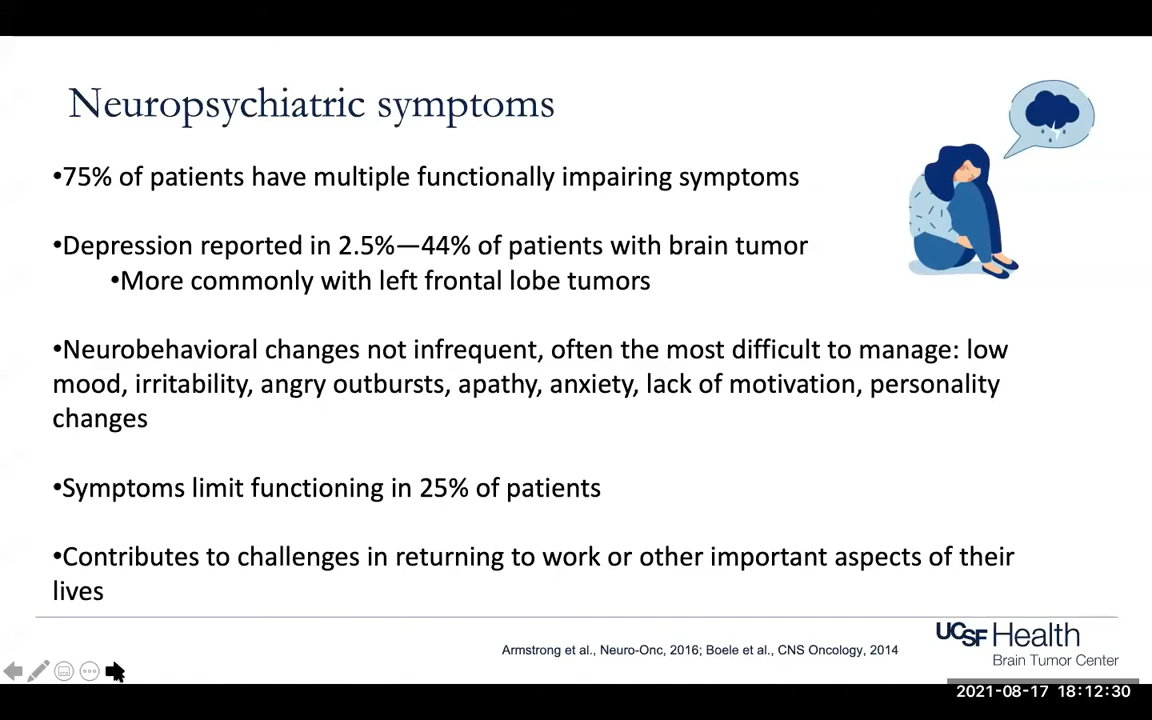 Neuropsychiatric symptoms
•75% of patients have multiple functionally impairing symptoms
•Depression reported in 2.5%—44% of patients with brain tumor
•More commonly with left frontal lobe tumors
•Neurobehavioral changes not infrequent, often the most difficult to manage: low
mood, irritability, angry outbursts, apathy, anxiety, lack of motivation, personality
changes
•Symptoms limit functioning in 25% of patients
•Contributes to challenges in returning to work or other important aspects of their
lives
Armstrong et al., Neuro-Onc, 2016; Boele et al., CNS Oncology, 2014
UCSF Health
Brain Tumor Center
2021-08-17 18:12:30